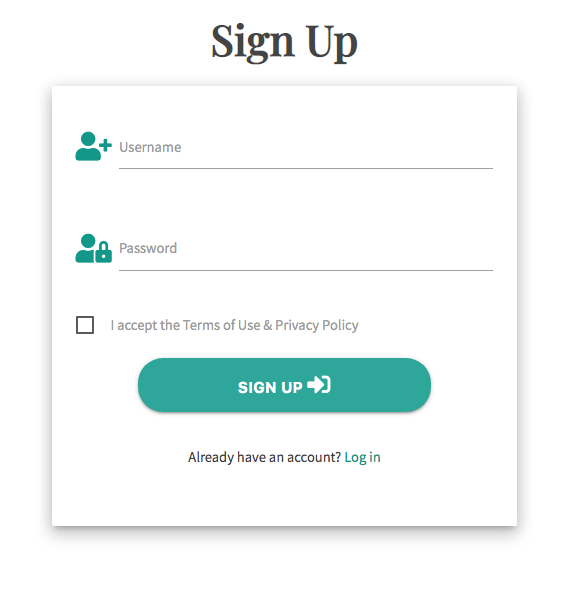 Sign Up
Username
Password
I accept the Terms of Use & Privacy Policy
SIGN UP
Already have an account? Log in